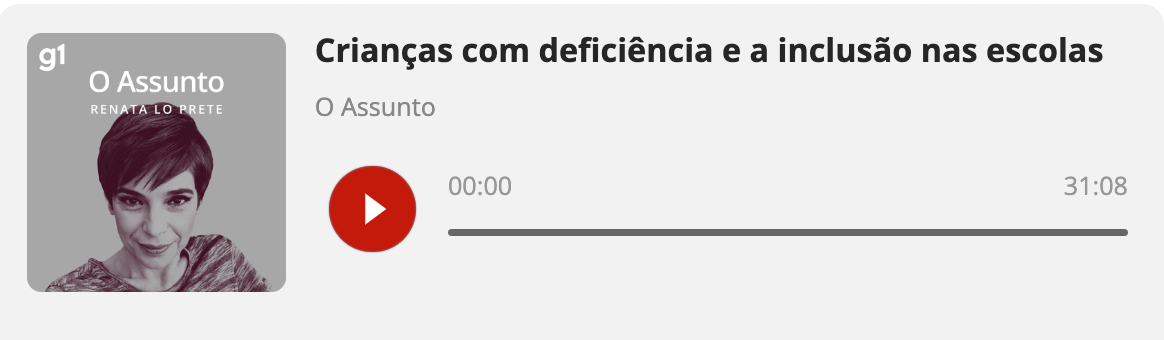 g1
O Assunto
RENATA LO PRETE
Crianças com deficiência e a inclusão nas escolas
O Assunto
00:00
31:08